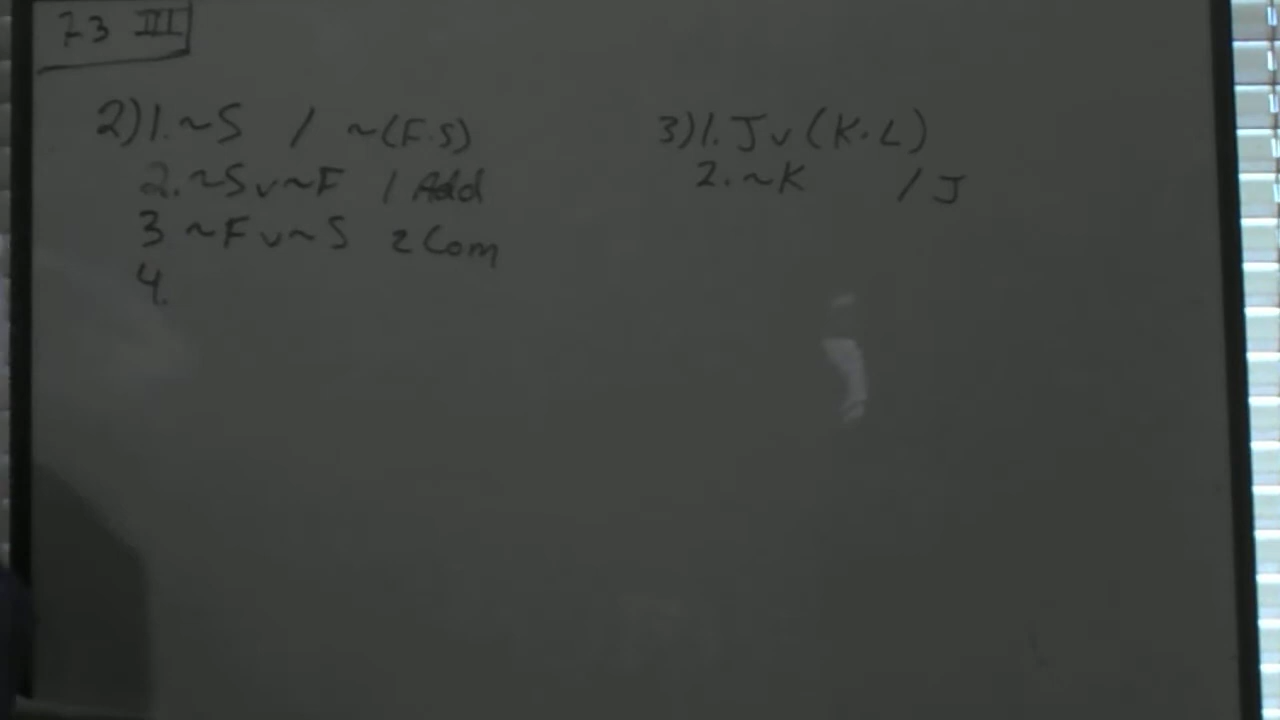 7.3 III
2) 1. ~S / ~(F·S)
2. ~S v ~F 1 Add
3 ~F v ~S 2 Com
4.
3) 1. J v (K·L)
2. ~K / J